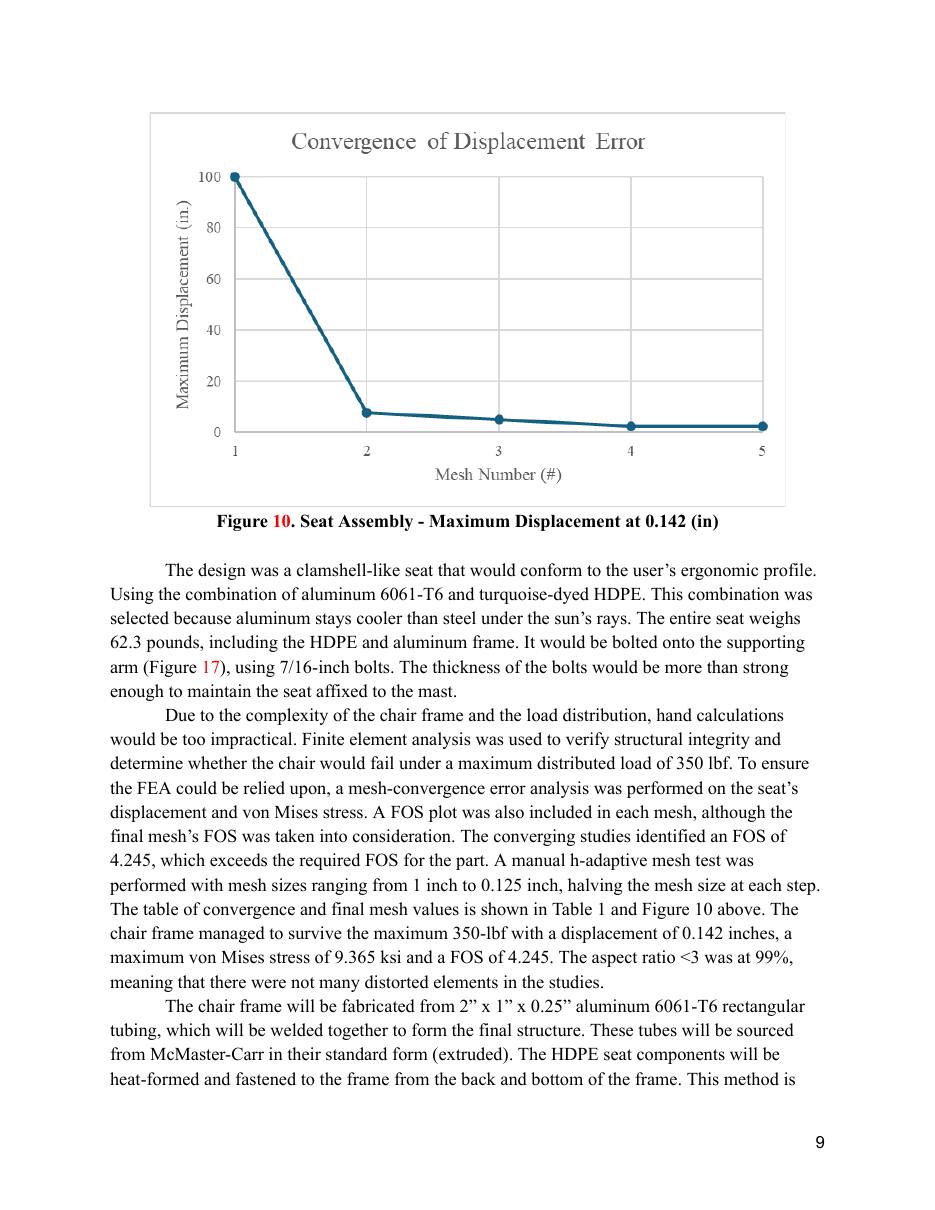 Convergence of Displacement Error
Maximum Displacement (in.)
100
80
60
40
20
0
1 2 3 4 5
Mesh Number (#)
Figure 10. Seat Assembly - Maximum Displacement at 0.142 (in)
The design was a clamshell-like seat that would conform to the user’s ergonomic profile.
Using the combination of aluminum 6061-T6 and turquoise-dyed HDPE. This combination was
selected because aluminum stays cooler than steel under the sun’s rays. The entire seat weighs
62.3 pounds, including the HDPE and aluminum frame. It would be bolted onto the supporting
arm (Figure 17), using 7/16-inch bolts. The thickness of the bolts would be more than strong
enough to maintain the seat affixed to the mast.
Due to the complexity of the chair frame and the load distribution, hand calculations
would be too impractical. Finite element analysis was used to verify structural integrity and
determine whether the chair would fail under a maximum distributed load of 350 lbf. To ensure
the FEA could be relied upon, a mesh-convergence error analysis was performed on the seat’s
displacement and von Mises stress. A FOS plot was also included in each mesh, although the
final mesh’s FOS was taken into consideration. The converging studies identified an FOS of
4.245, which exceeds the required FOS for the part. A manual h-adaptive mesh test was
performed with mesh sizes ranging from 1 inch to 0.125 inch, halving the mesh size at each step.
The table of convergence and final mesh values is shown in Table 1 and Figure 10 above. The
chair frame managed to survive the maximum 350-lbf with a displacement of 0.142 inches, a
maximum von Mises stress of 9.365 ksi and a FOS of 4.245. The aspect ratio <3 was at 99%,
meaning that there were not many distorted elements in the studies.
The chair frame will be fabricated from 2” x 1” x 0.25” aluminum 6061-T6 rectangular
tubing, which will be welded together to form the final structure. These tubes will be sourced
from McMaster-Carr in their standard form (extruded). The HDPE seat components will be
heat-formed and fastened to the frame from the back and bottom of the frame. This method is
9